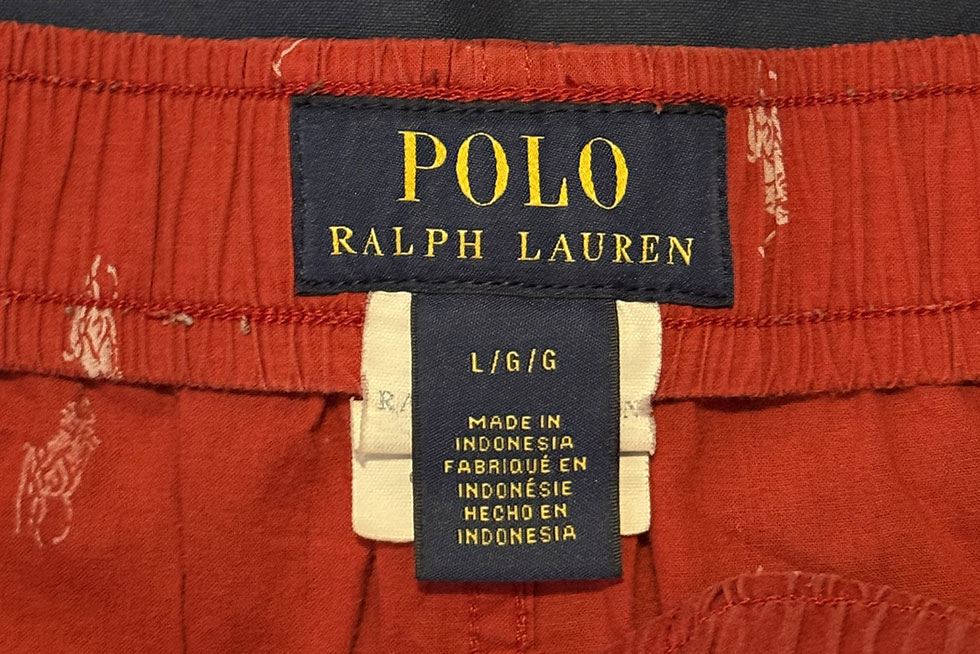 POLO
RALPH LAUREN
L/G/G
MADE IN
INDONESIA
FABRIQUÉ EN
INDONÉSIE
HECHO EN
INDONESIA